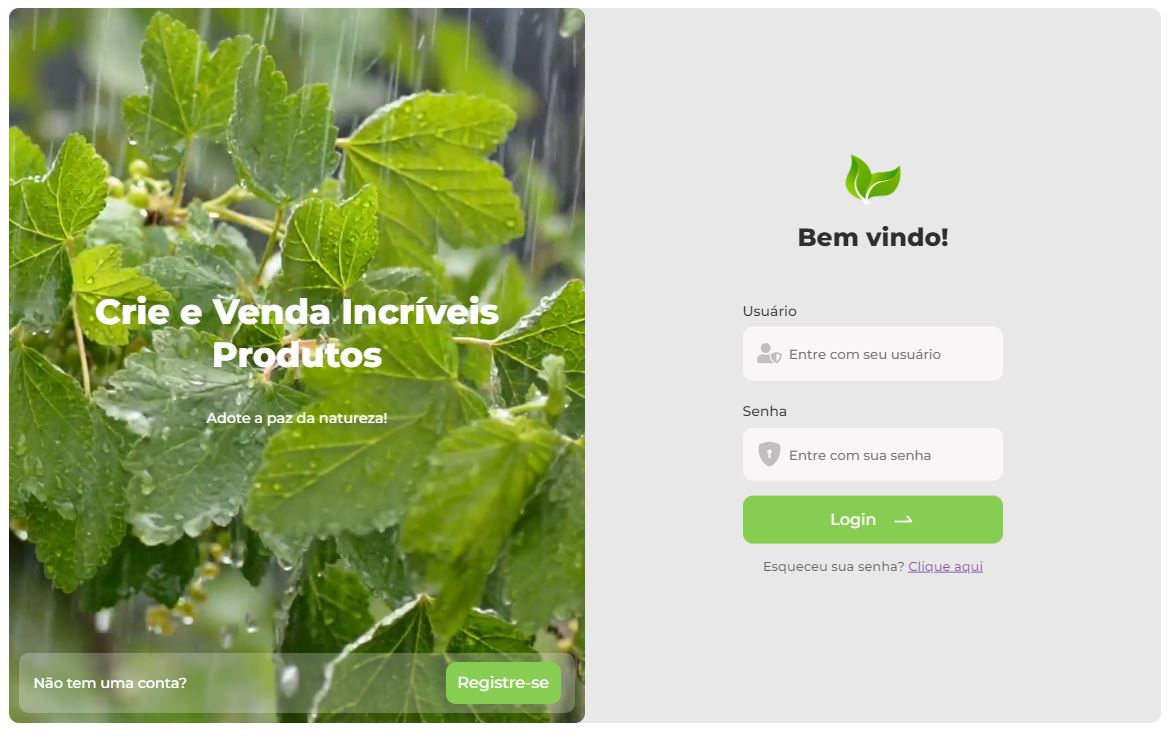 Crie e Venda Incríveis
Produtos
Adote a paz da natureza!
Não tem uma conta?
Registre-se
Bem vindo!
Usuário
Entre com seu usuário
Senha
Entre com sua senha
Login
Esqueceu sua senha? Clique aqui